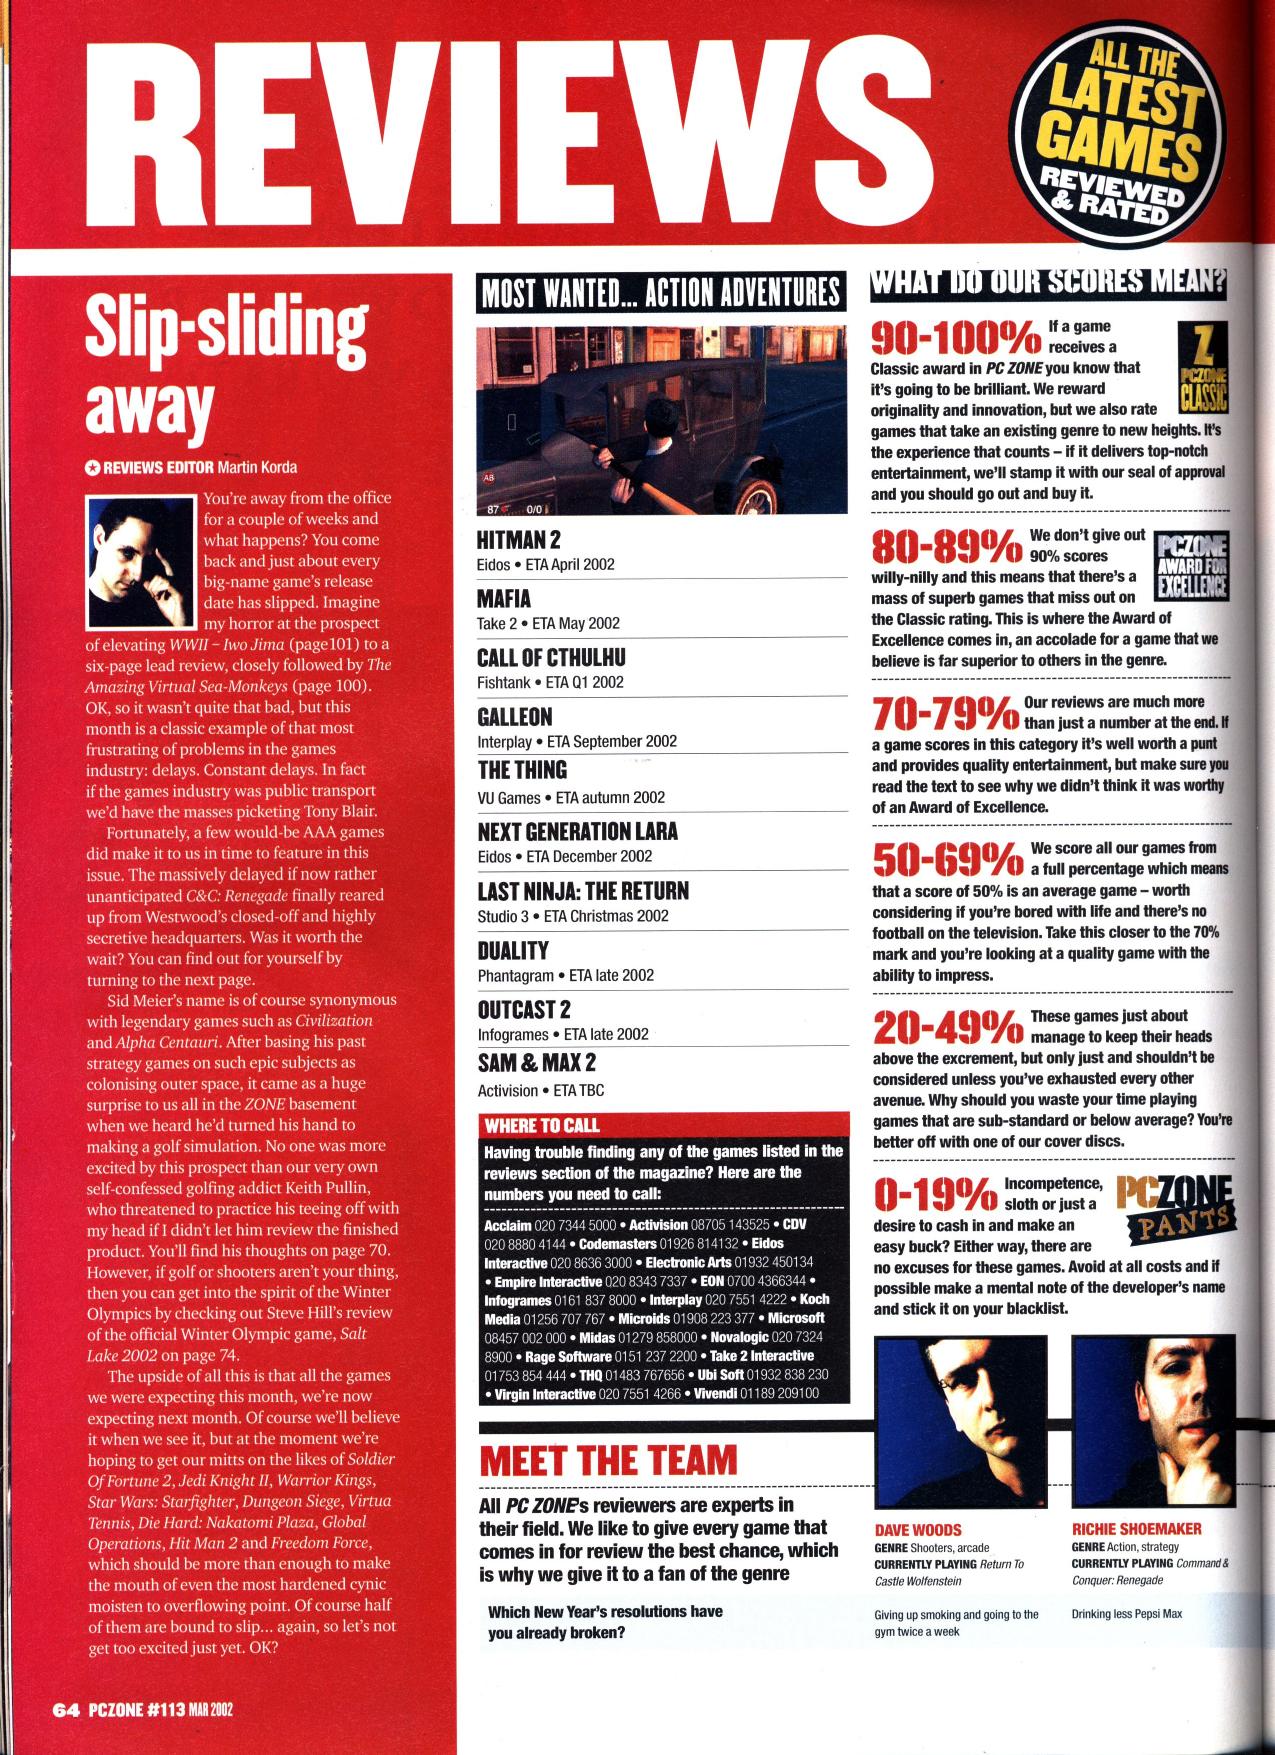 REVIEWS
ALL THE
LATEST
GAMES
REVIEWED
& RATED
Slip-sliding
away
REVIEWS EDITOR Martin Korda
You're away from the office
for a couple of weeks and
what happens? You come
back and just about every
big-name game's release
date has slipped. Imagine
my horror at the prospect
of elevating WWII – Iwo Jima (page101) to a
six-page lead review, closely followed by The
Amazing Virtual Sea-Monkeys (page 100).
OK, so it wasn't quite that bad, but this
month is a classic example of that most
frustrating of problems in the games
industry: delays. Constant delays. In fact
if the games industry was public transport
we'd have the masses picketing Tony Blair.
Fortunately, a few would-be AAA games
did make it to us in time to feature in this
issue. The massively delayed if now rather
unanticipated C&C: Renegade finally reared
up from Westwood's closed-off and highly
secretive headquarters. Was it worth the
wait? You can find out for yourself by
turning to the next page.
Sid Meier's name is of course synonymous
with legendary games such as Civilization
and Alpha Centauri. After basing his past
strategy games on such epic subjects as
colonising outer space, it came as a huge
surprise to us all in the ZONE basement
when we heard he'd turned his hand to
making a golf simulation. No one was more
excited by this prospect than our very own
self-confessed golfing addict Keith Pullin,
who threatened to practice his teeing off with
my head if I didn't let him review the finished
product. You'll find his thoughts on page 70.
However, if golf or shooters aren't your thing,
then you can get into the spirit of the Winter
Olympics by checking out Steve Hill's review
of the official Winter Olympic game, Salt
Lake 2002 on page 74.
The upside of all this is that all the games
we were expecting this month, we're now
expecting next month. Of course we'll believe
it when we see it, but at the moment we're
hoping to get our mitts on the likes of Soldier
Of Fortune 2, Jedi Knight II, Warrior Kings,
Star Wars: Starfighter, Dungeon Siege, Virtua
Tennis, Die Hard: Nakatomi Plaza, Global
Operations, Hit Man 2 and Freedom Force,
which should be more than enough to make
the mouth of even the most hardened cynic
moisten to overflowing point. Of course half
of them are bound to slip... again, so let's not
get too excited just yet. OK?
MOST WANTED... ACTION ADVENTURES
AB
87 0/0
HITMAN 2
Eidos • ETA April 2002
MAFIA
Take 2 • ETA May 2002
CALL OF CTHULHU
Fishtank • ETA Q1 2002
GALLEON
Interplay • ETA September 2002
THE THING
VU Games • ETA autumn 2002
NEXT GENERATION LARA
Eidos • ETA December 2002
LAST NINJA: THE RETURN
Studio 3 • ETA Christmas 2002
DUALITY
Phantagram • ETA late 2002
OUTCAST 2
Infogrames • ETA late 2002
SAM & MAX 2
Activision • ETA TBC
WHERE TO CALL
Having trouble finding any of the games listed in the
reviews section of the magazine? Here are the
numbers you need to call:
Acclaim 020 7344 5000 • Activision 08705 143525 • CDV
020 8880 4144 • Codemasters 01926 814132 • Eidos
Interactive 020 8636 3000 • Electronic Arts 01932 450134
• Empire Interactive 020 8343 7337 • EON 0700 4366344 •
Infogrames 0161 837 8000 • Interplay 020 7551 4222 • Koch
Media 01256 707 767 • Microids 01908 223 377 • Microsoft
08457 002 000 • Midas 01279 858000 • Novalogic 020 7324
8900 • Rage Software 0151 237 2200 • Take 2 Interactive
01753 854 444 • THQ 01483 767656 • Ubi Soft 01932 838 230
• Virgin Interactive 020 7551 4266 • Vivendi 01189 209100
WHAT DO OUR SCORES MEAN?
90-100% If a game
receives a
Classic award in PC ZONE you know that
it's going to be brilliant. We reward
originality and innovation, but we also rate
games that take an existing genre to new heights. It's
the experience that counts – if it delivers top-notch
entertainment, we'll stamp it with our seal of approval
and you should go out and buy it.
Z
PCZONE
CLASSIC
80-89% We don't give out
90% scores
willy-nilly and this means that there's a
mass of superb games that miss out on
the Classic rating. This is where the Award of
Excellence comes in, an accolade for a game that we
believe is far superior to others in the genre.
PCZONE
AWARD FOR
EXCELLENCE
70-79% Our reviews are much more
than just a number at the end. If
a game scores in this category it's well worth a punt
and provides quality entertainment, but make sure you
read the text to see why we didn't think it was worthy
of an Award of Excellence.
50-69% We score all our games from
a full percentage which means
that a score of 50% is an average game – worth
considering if you're bored with life and there's no
football on the television. Take this closer to the 70%
mark and you're looking at a quality game with the
ability to impress.
20-49% These games just about
manage to keep their heads
above the excrement, but only just and shouldn't be
considered unless you've exhausted every other
avenue. Why should you waste your time playing
games that are sub-standard or below average? You're
better off with one of our cover discs.
0-19% Incompetence,
sloth or just a
desire to cash in and make an
easy buck? Either way, there are
no excuses for these games. Avoid at all costs and if
possible make a mental note of the developer's name
and stick it on your blacklist.
PCZONE
PANTS
MEET THE TEAM
All PC ZONE's reviewers are experts in
their field. We like to give every game that
comes in for review the best chance, which
is why we give it to a fan of the genre
Which New Year's resolutions have
you already broken?
DAVE WOODS
GENRE Shooters, arcade
CURRENTLY PLAYING Return To
Castle Wolfenstein
Giving up smoking and going to the
gym twice a week
RICHIE SHOEMAKER
GENRE Action, strategy
CURRENTLY PLAYING Command &
Conquer: Renegade
Drinking less Pepsi Max
64 PCZONE #113 MAR 2002